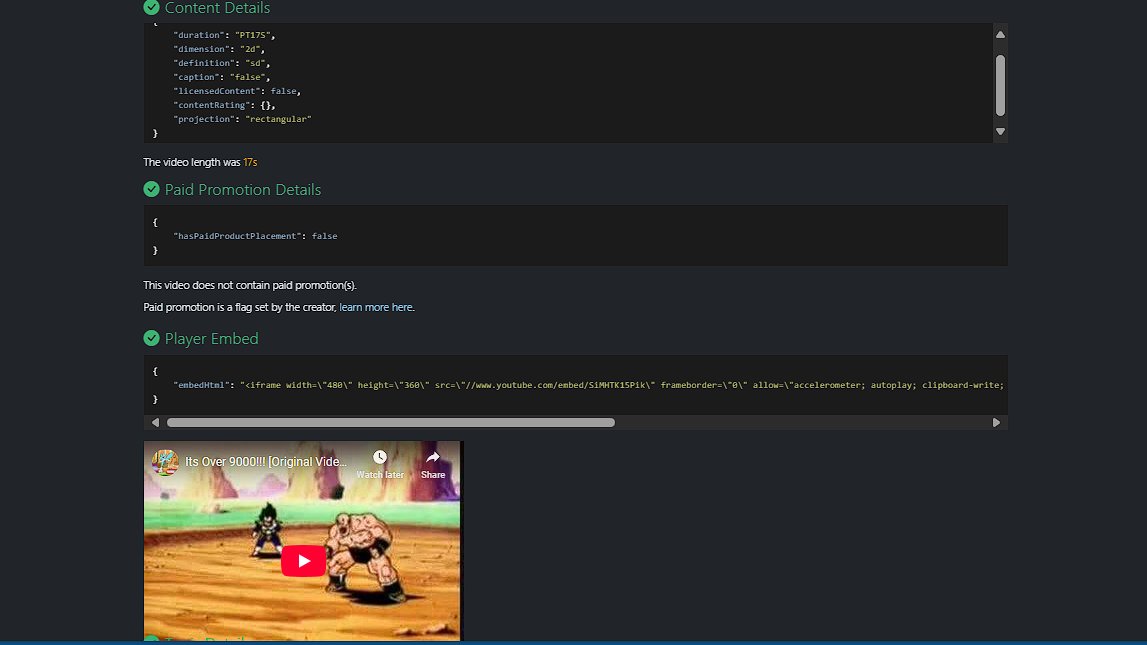 Content Details
{
"duration": "PT17S",
"dimension": "2d",
"definition": "sd",
"caption": "false",
"licensedContent": false,
"contentRating": {},
"projection": "rectangular"
}
The video length was 17s
Paid Promotion Details
{
"hasPaidProductPlacement": false
}
This video does not contain paid promotion(s).
Paid promotion is a flag set by the creator, learn more here.
Player Embed
{
"embedHtml": "<iframe width=\"480\" height=\"360\" src=\"//www.youtube.com/embed/SiMHTK15Pik\" frameborder=\"0\" allow=\"accelerometer; autoplay; clipboard-write;
}
Its Over 9000!!! [Original Vide...
Watch later
Share